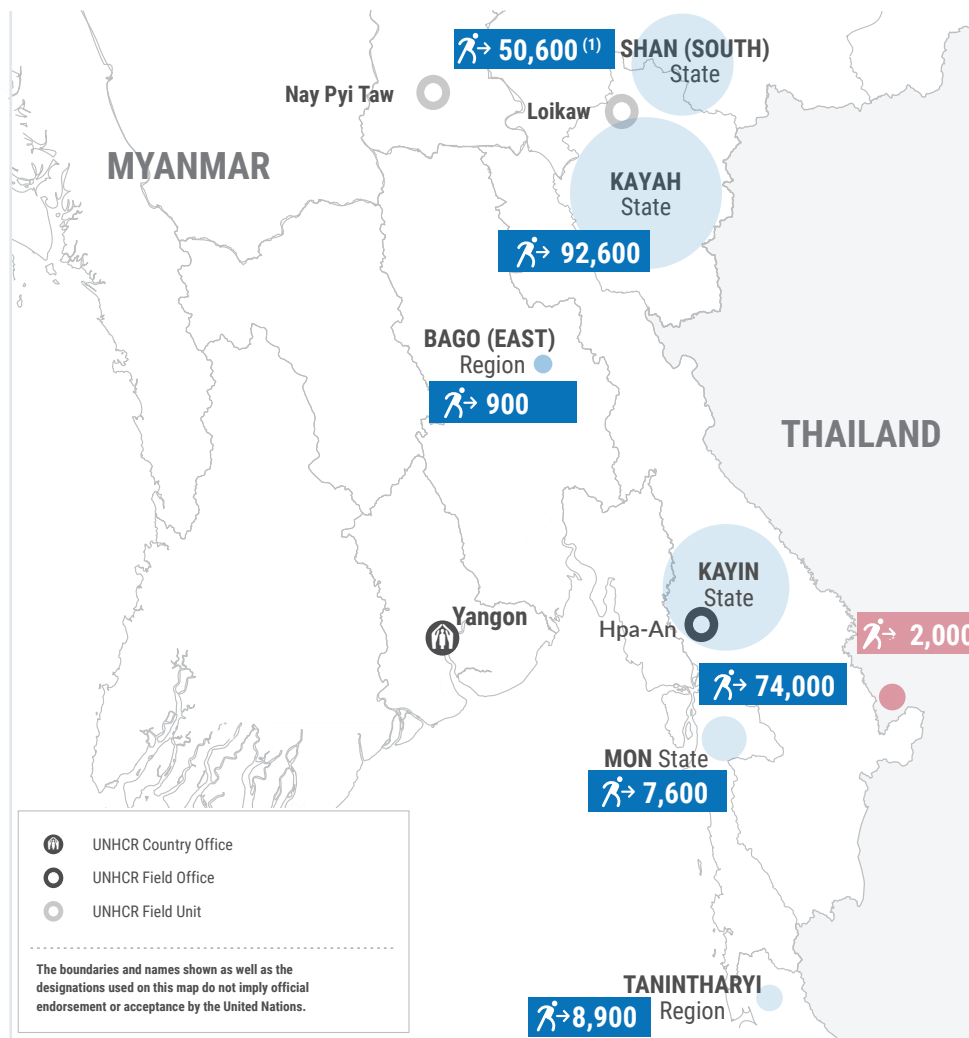 50,600 (1)
SHAN (SOUTH)
State
Nay Pyi Taw
Loikaw
MYANMAR
KAYAH
State
92,600
BAGO (EAST)
Region
900
THAILAND
KAYIN
State
Yangon
Hpa-An
2,000
74,000
MON State
7,600
UNHCR Country Office
UNHCR Field Office
UNHCR Field Unit
The boundaries and names shown as well as the
designations used on this map do not imply official
endorsement or acceptance by the United Nations.
TANINTHARYI
Region
8,900